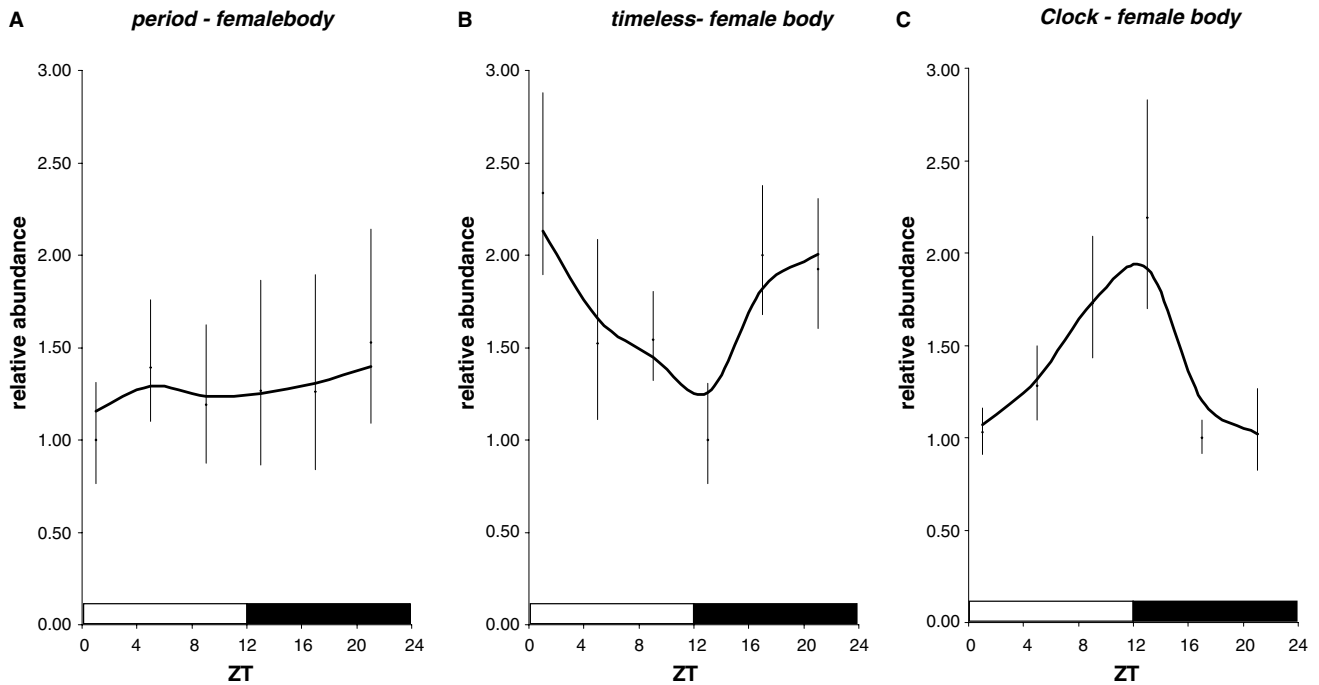 A
period - femalebody
3.00
2.50
2.00
1.50
1.00
0.50
0.00
relative abundance
0 4 8 12 16 20 24
ZT
B
timeless- female body
3.00
2.50
2.00
1.50
1.00
0.50
0.00
relative abundance
0 4 8 12 16 20 24
ZT
C
Clock - female body
3.00
2.50
2.00
1.50
1.00
0.50
0.00
relative abundance
0 4 8 12 16 20 24
ZT